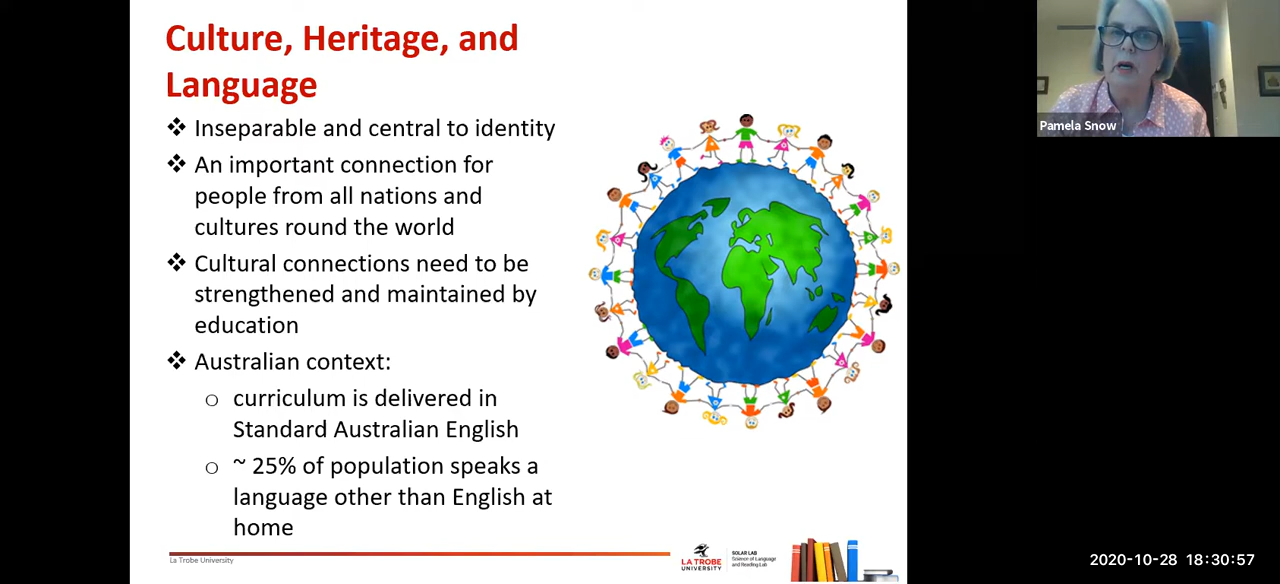 Culture, Heritage, and
Language
❖ Inseparable and central to identity
❖ An important connection for
people from all nations and
cultures round the world
❖ Cultural connections need to be
strengthened and maintained by
education
❖ Australian context:
○ curriculum is delivered in
Standard Australian English
○ ~ 25% of population speaks a
language other than English at
home
La Trobe University
LA TROBE
UNIVERSITY
SOLAR LAB
Science of Language
and Reading Lab
Pamela Snow
2020-10-28 18:30:57